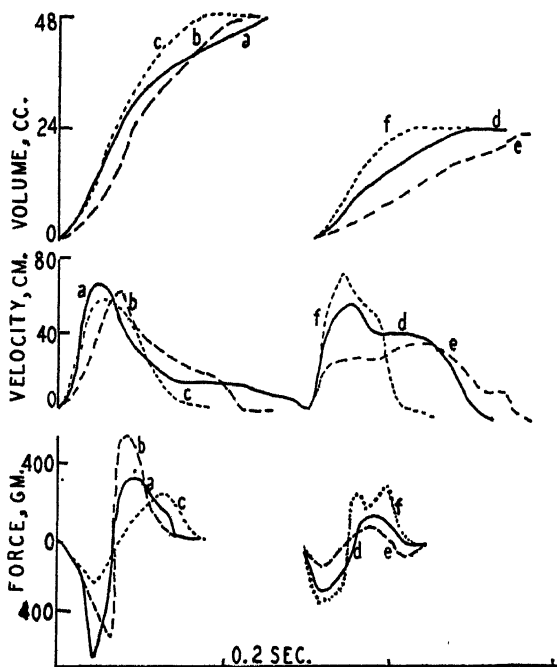 VOLUME, CC.
48
24
0
c.
b
a
f
d
e
VELOCITY, CM.
80
40
0
a
b
c
f
d
e
FORCE, GM.
400
0
400
b
a
c
f
d
e
0.2 SEC.